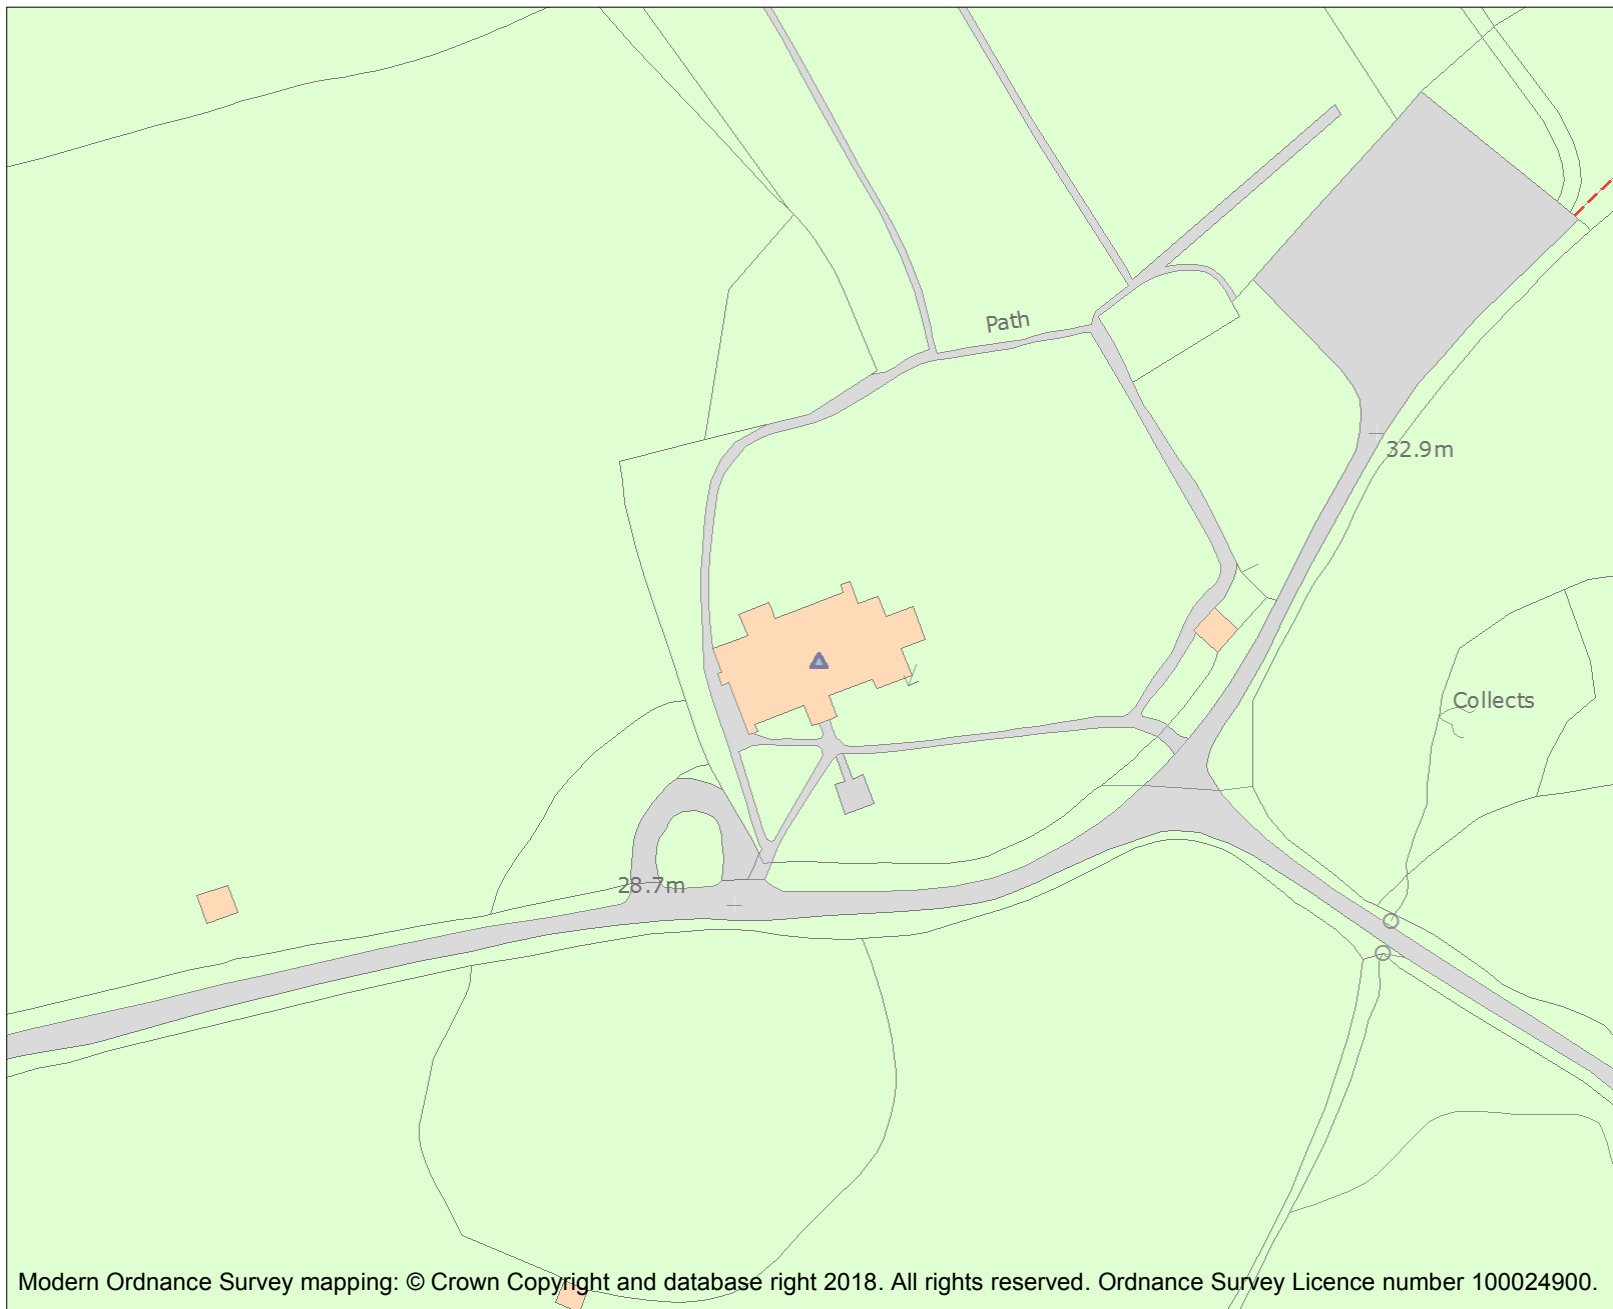 Path
32.9m
Collects
28.7m
Modern Ordnance Survey mapping: © Crown Copyright and database right 2018. All rights reserved. Ordnance Survey Licence number 100024900.